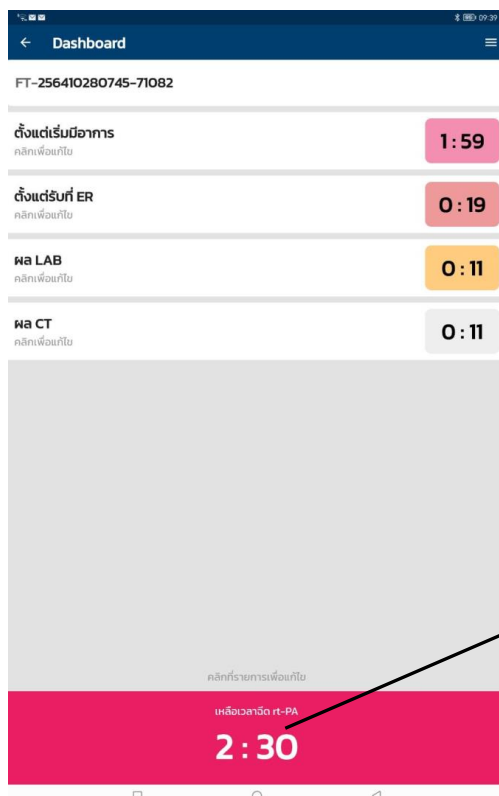 09:39
Dashboard
FT-256410280745-71082
ตั้งแต่เริ่มมีอาการ
คลิกเพื่อแก้ไข
1:59
ตั้งแต่รับที่ ER
คลิกเพื่อแก้ไข
0:19
ผล LAB
คลิกเพื่อแก้ไข
0:11
ผล CT
คลิกเพื่อแก้ไข
0:11
คลิกที่รายการเพื่อแก้ไข
เหลือเวลาฉีด rt-PA
2:30